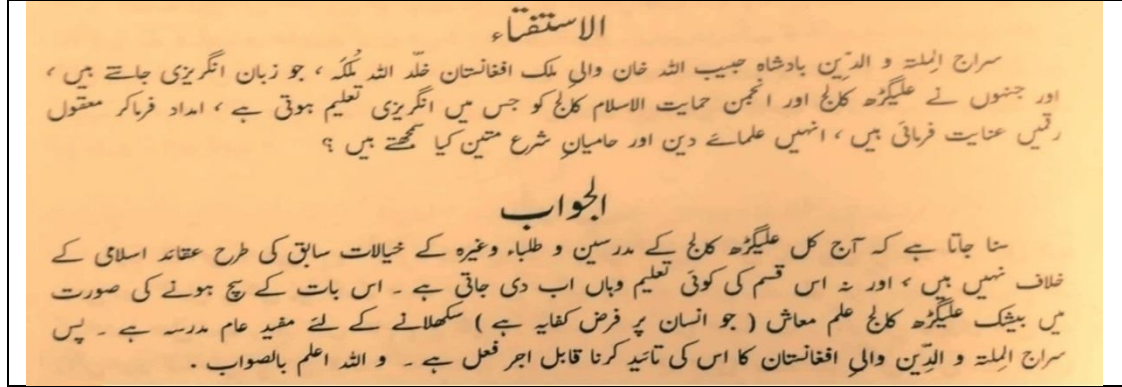 الاستفتاء
سراج الملۃ و الدّین بادشاہ حبیب اللہ خان والیِ ملک افغانستان خلّد اللہ مُلکَہ ، جو زبان انگریزی جانتے ہیں ،
اور جنہوں نے علیگڑھ کالج اور انجمن حمایت الاسلام کالج کو جس میں انگریزی تعلیم ہوتی ہے ، امداد فرماکر معقول
رقمیں عنایت فرمائی ہیں ، انہیں علمائے دین اور حامیانِ شرع متین کیا سمجھتے ہیں ؟
الجواب
سنا جاتا ہے کہ آج کل علیگڑھ کالج کے مدرسین و طلباء وغیرہ کے خیالات سابق کی طرح عقائد اسلامی کے
خلاف نہیں ہیں ، اور نہ اس قسم کی کوئی تعلیم وہاں اب دی جاتی ہے ۔ اس بات کے سچ ہونے کی صورت
میں بیشک علیگڑھ کالج علم معاش ( جو انسان پر فرض کفایہ ہے ) سکھلانے کے لئے مفید عام مدرسہ ہے ۔ پس
سراج الملۃ و الدّین والیِ افغانستان کا اس کی تائید کرنا قابل اجر فعل ہے ۔ و اللہ اعلم بالصواب .